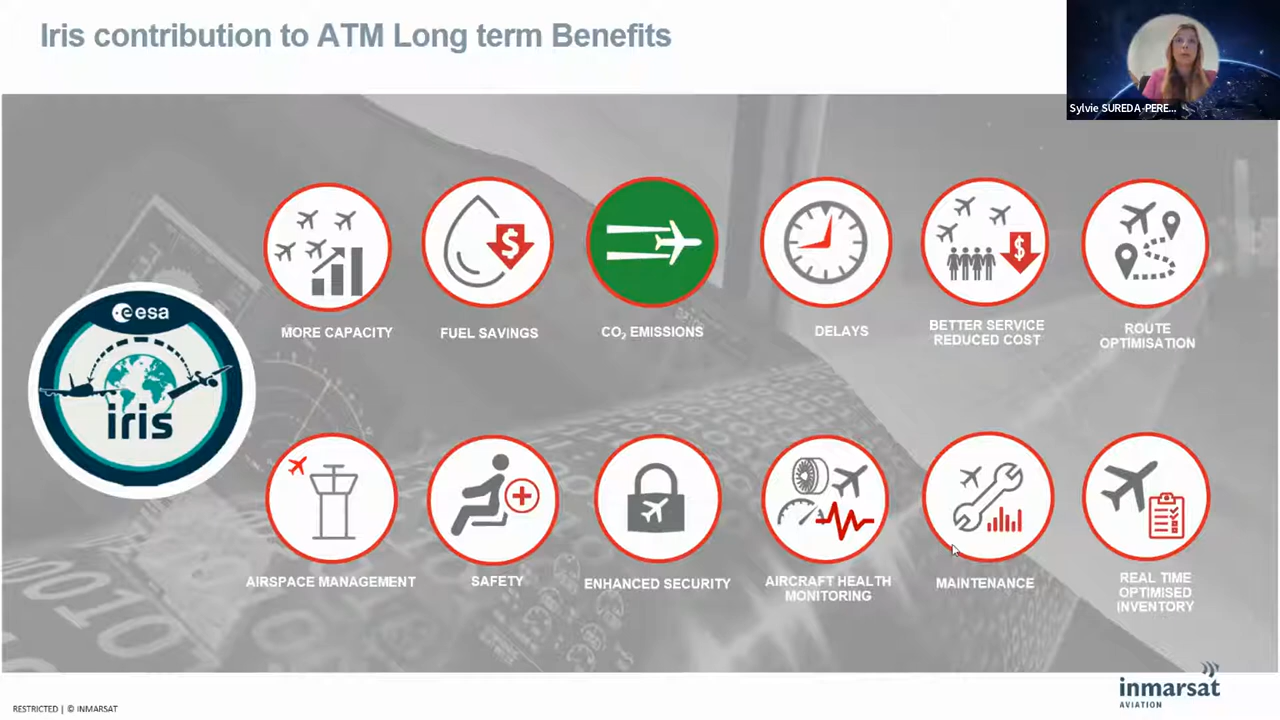 Iris contribution to ATM Long term Benefits
Sylvie SUREDA-PERE...
esa
iris
MORE CAPACITY
FUEL SAVINGS
CO₂ EMISSIONS
DELAYS
BETTER SERVICE
REDUCED COST
ROUTE
OPTIMISATION
AIRSPACE MANAGEMENT
SAFETY
ENHANCED SECURITY
AIRCRAFT HEALTH
MONITORING
MAINTENANCE
REAL TIME
OPTIMISED
INVENTORY
RESTRICTED | © INMARSAT
inmarsat
AVIATION